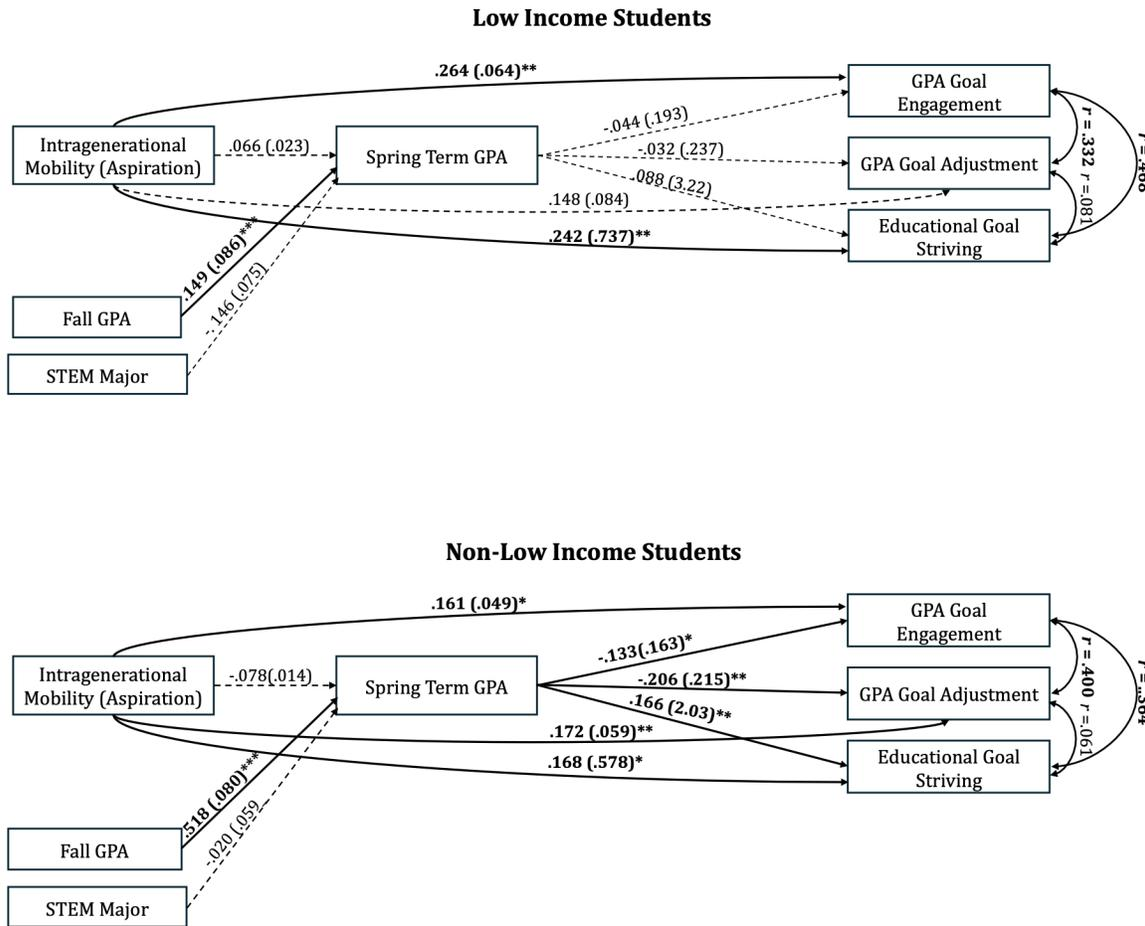 Low Income Students
.264 (.064)**
GPA Goal
Engagement
Intragenerational
Mobility (Aspiration)
.066 (.023)
Spring Term GPA
-.044 (.193)
-.032 (.237)
.088 (3.22)
GPA Goal Adjustment
r = .332
r =.081
.148 (.084)
.242 (.737)**
Educational Goal
Striving
.149 (.086)***
-.146 (.075)
Fall GPA
STEM Major
Non-Low Income Students
.161 (.049)*
GPA Goal
Engagement
Intragenerational
Mobility (Aspiration)
-.078(.014)
Spring Term GPA
-.133(.163)*
-.206 (.215)**
.166 (2.03)**
GPA Goal Adjustment
r = .400
r =.061
.172 (.059)**
.168 (.578)*
Educational Goal
Striving
.518 (.080)***
-.020 (.059
Fall GPA
STEM Major